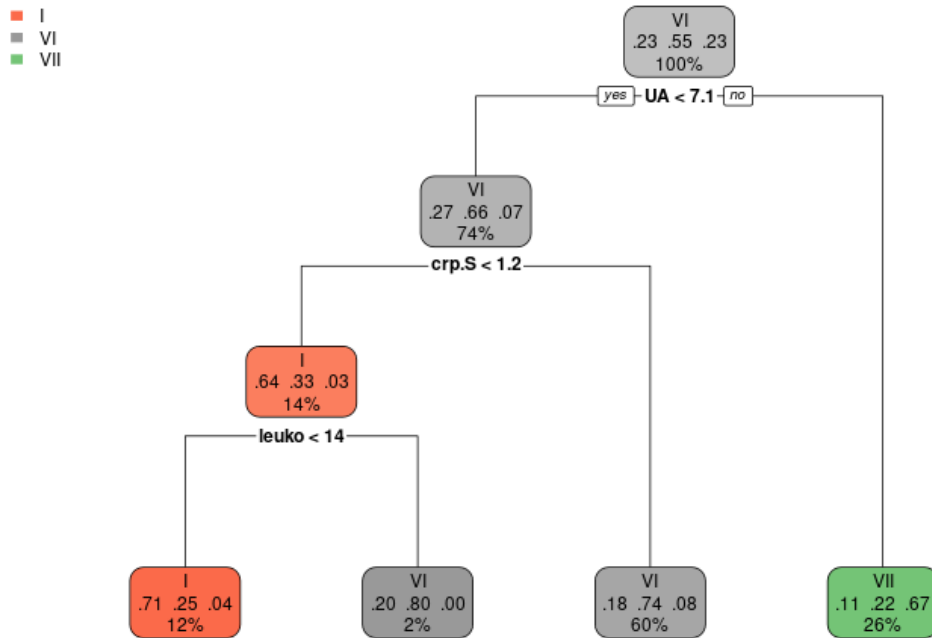 I
VI
VII
VI
.23 .55 .23
100%
yes UA < 7.1 no
VI
.27 .66 .07
74%
crp.S < 1.2
I
.64 .33 .03
14%
leuko < 14
I
.71 .25 .04
12%
VI
.20 .80 .00
2%
VI
.18 .74 .08
60%
VII
.11 .22 .67
26%